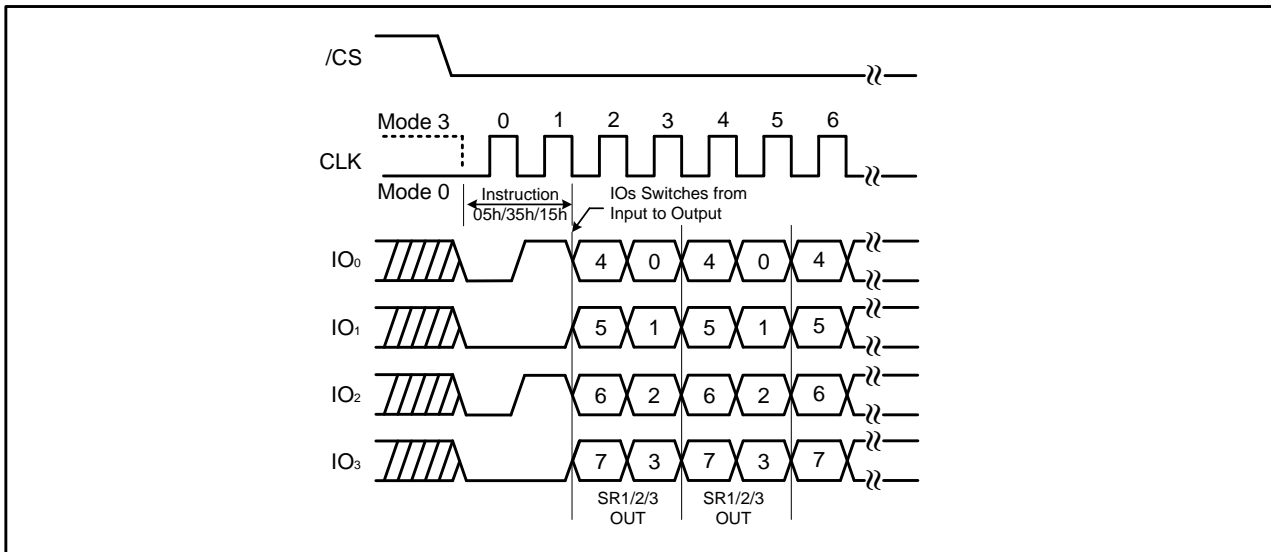 /CS
Mode 3 0 1 2 3 4 5 6
CLK
Mode 0
Instruction
05h/35h/15h
IOs Switches from
Input to Output
IO₀ 4 0 4 0 4
IO₁ 5 1 5 1 5
IO₂ 6 2 6 2 6
IO₃ 7 3 7 3 7
SR1/2/3
OUT
SR1/2/3
OUT